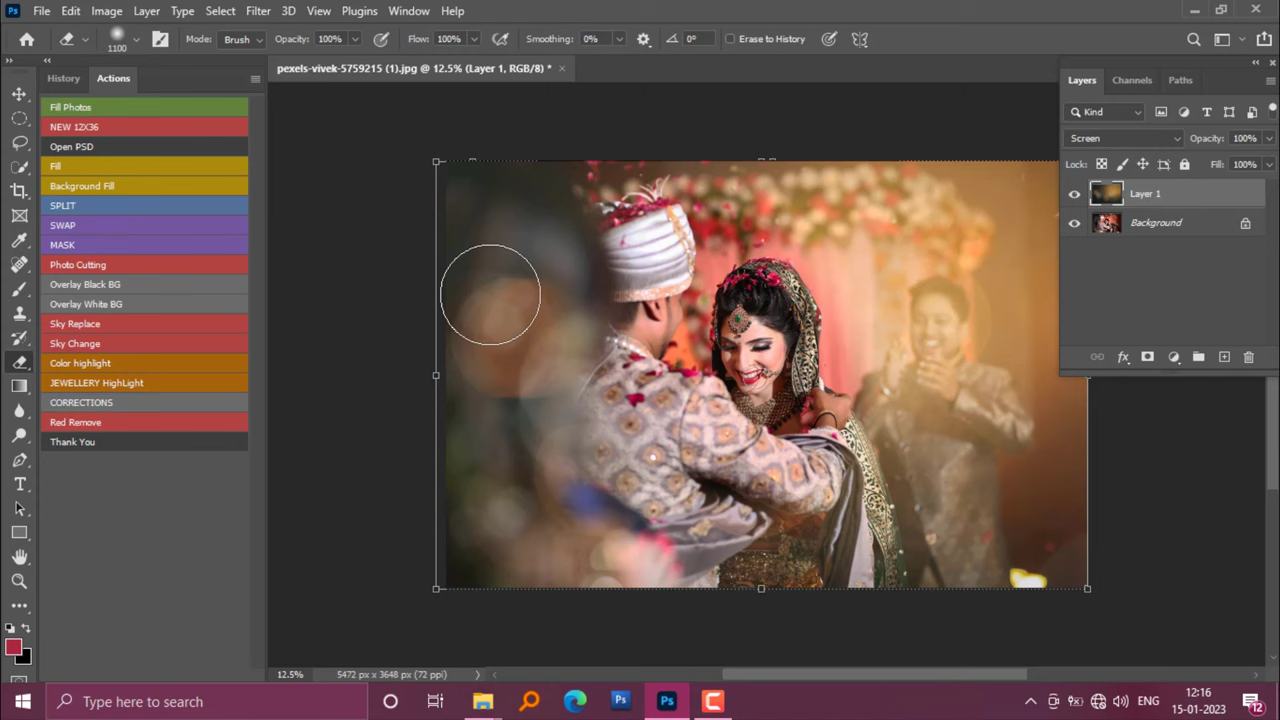 Ps File Edit Image Layer Type Select Filter 3D View Plugins Window Help
1100 Mode: Brush Opacity: 100% Flow: 100% Smoothing: 0% 0° Erase to History
History Actions
pexels-vivek-5759215 (1).jpg @ 12.5% (Layer 1, RGB/8) *
Layers Channels Paths
Fill Photos
NEW 12X36
Open PSD
Fill
Background Fill
SPLIT
SWAP
MASK
Photo Cutting
Overlay Black BG
Overlay White BG
Sky Replace
Sky Change
Color highlight
JEWELLERY HighLight
CORRECTIONS
Red Remove
Thank You
Kind
Screen Opacity: 100%
Lock: Fill: 100%
Layer 1
Background
fx
12.5% 5472 px x 3648 px (72 ppi)
Type here to search
Ps Ps
ENG
12:16
15-01-2023
12